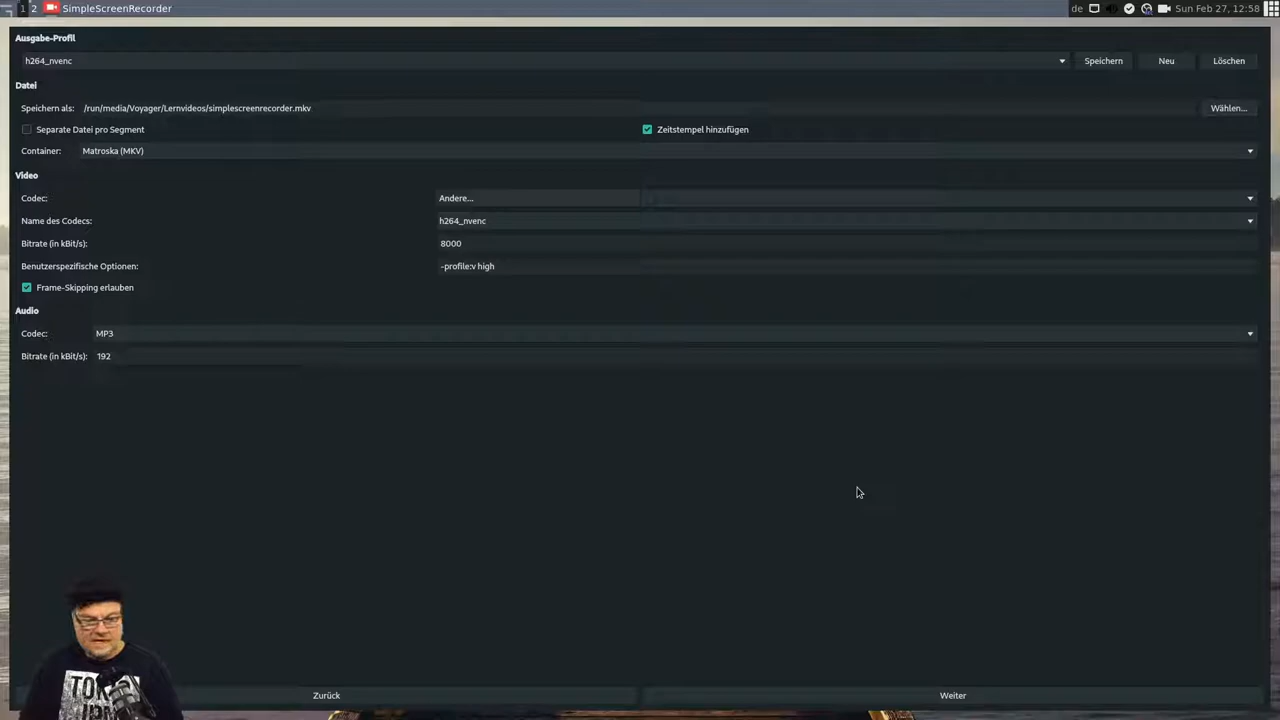 1 2 SimpleScreenRecorder de Sun Feb 27, 12:58
Ausgabe-Profil
h264_nvenc Speichern Neu Löschen
Datei
Speichern als: /run/media/Voyager/Lernvideos/simplescreenrecorder.mkv Wählen...
Separate Datei pro Segment Zeitstempel hinzufügen
Container: Matroska (MKV)
Video
Codec: Andere...
Name des Codecs: h264_nvenc
Bitrate (in kBit/s): 8000
Benutzerspezifische Optionen: -profile:v high
Frame-Skipping erlauben
Audio
Codec: MP3
Bitrate (in kBit/s): 192
Zurück Weiter